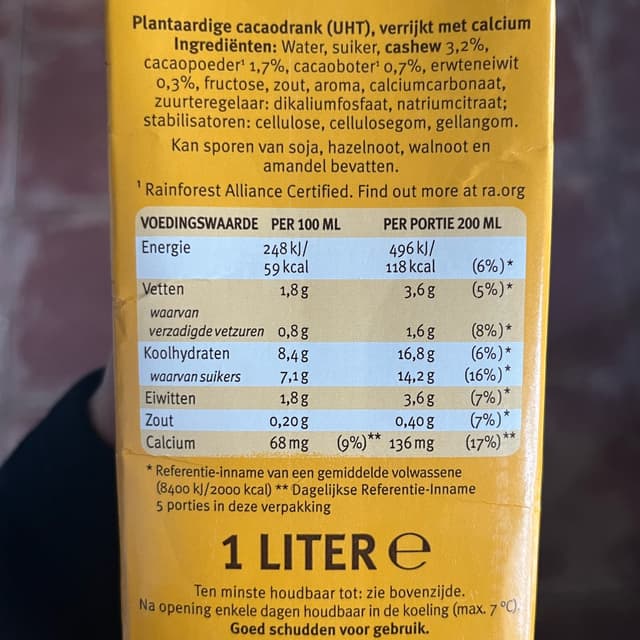 Plantaardige cacaodrank (UHT), verrijkt met calcium
Ingrediënten: Water, suiker, cashew 3,2%,
cacaopoeder¹ 1,7%, cacaoboter¹ 0,7%, erwteneiwit
0,3%, fructose, zout, aroma, calciumcarbonaat,
zuurteregelaar: dikaliumfosfaat, natriumcitraat;
stabilisatoren: cellulose, cellulosegom, gellangom.
Kan sporen van soja, hazelnoot, walnoot en
amandel bevatten.
¹ Rainforest Alliance Certified. Find out more at ra.org
VOEDINGSWAARDE PER 100 ML PER PORTIE 200 ML
Energie 248 kJ/ 496 kJ/
59 kcal 118 kcal (6%)*
Vetten 1,8 g 3,6 g (5%)*
waarvan
verzadigde vetzuren 0,8 g 1,6 g (8%)*
Koolhydraten 8,4 g 16,8 g (6%)*
waarvan suikers 7,1 g 14,2 g (16%)*
Eiwitten 1,8 g 3,6 g (7%)*
Zout 0,20 g 0,40 g (7%)*
Calcium 68 mg (9%)** 136 mg (17%)**
* Referentie-inname van een gemiddelde volwassene
(8400 kJ/2000 kcal) ** Dagelijkse Referentie-Inname
5 porties in deze verpakking
1 LITER ℮
Ten minste houdbaar tot: zie bovenzijde.
Na opening enkele dagen houdbaar in de koeling (max. 7 °C).
Goed schudden voor gebruik.